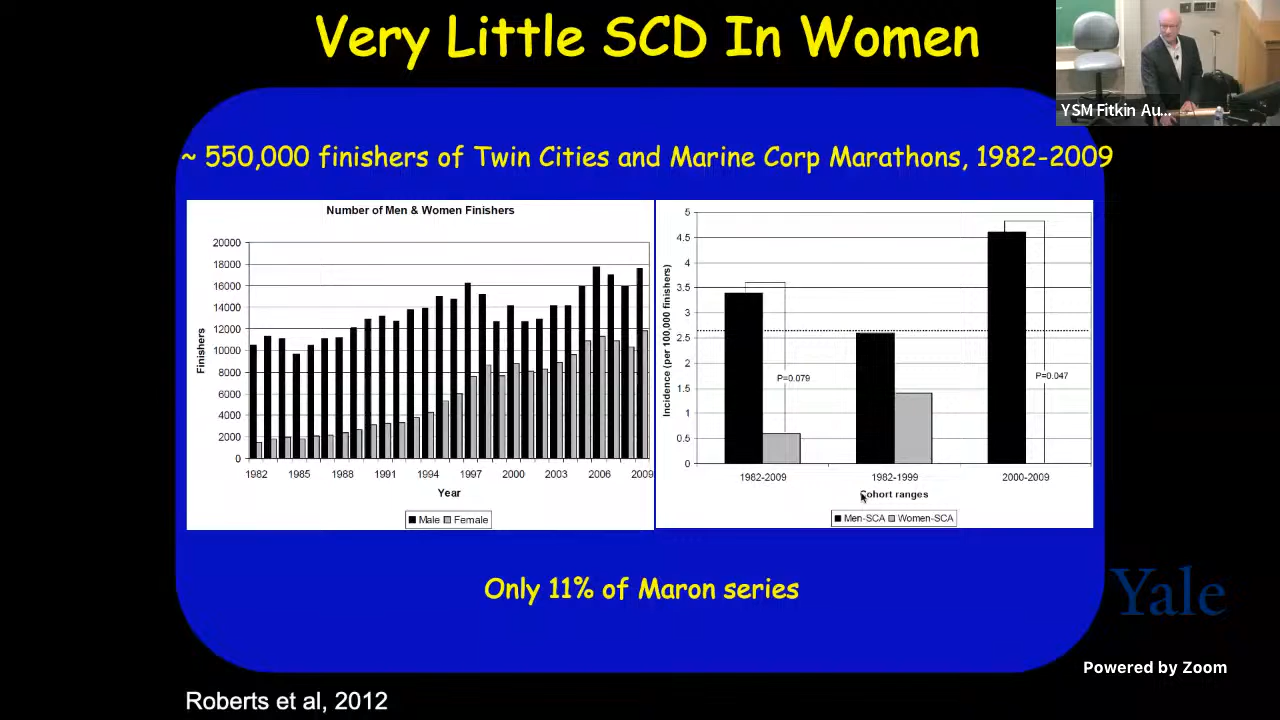 Very Little SCD In Women
YSM Fitkin Au...
~ 550,000 finishers of Twin Cities and Marine Corp Marathons, 1982-2009
Number of Men & Women Finishers
20000
18000
16000
14000
12000
10000
8000
6000
4000
2000
0
Finishers
1982 1985 1988 1991 1994 1997 2000 2003 2006 2009
Year
Male Female
5
4.5
4
3.5
3
2.5
2
1.5
1
0.5
0
Incidence (per 100,000 finishers)
P=0.079
P=0.047
1982-2009 1982-1999 2000-2009
Cohort ranges
Men-SCA Women-SCA
Only 11% of Maron series
Yale
Powered by Zoom
Roberts et al, 2012